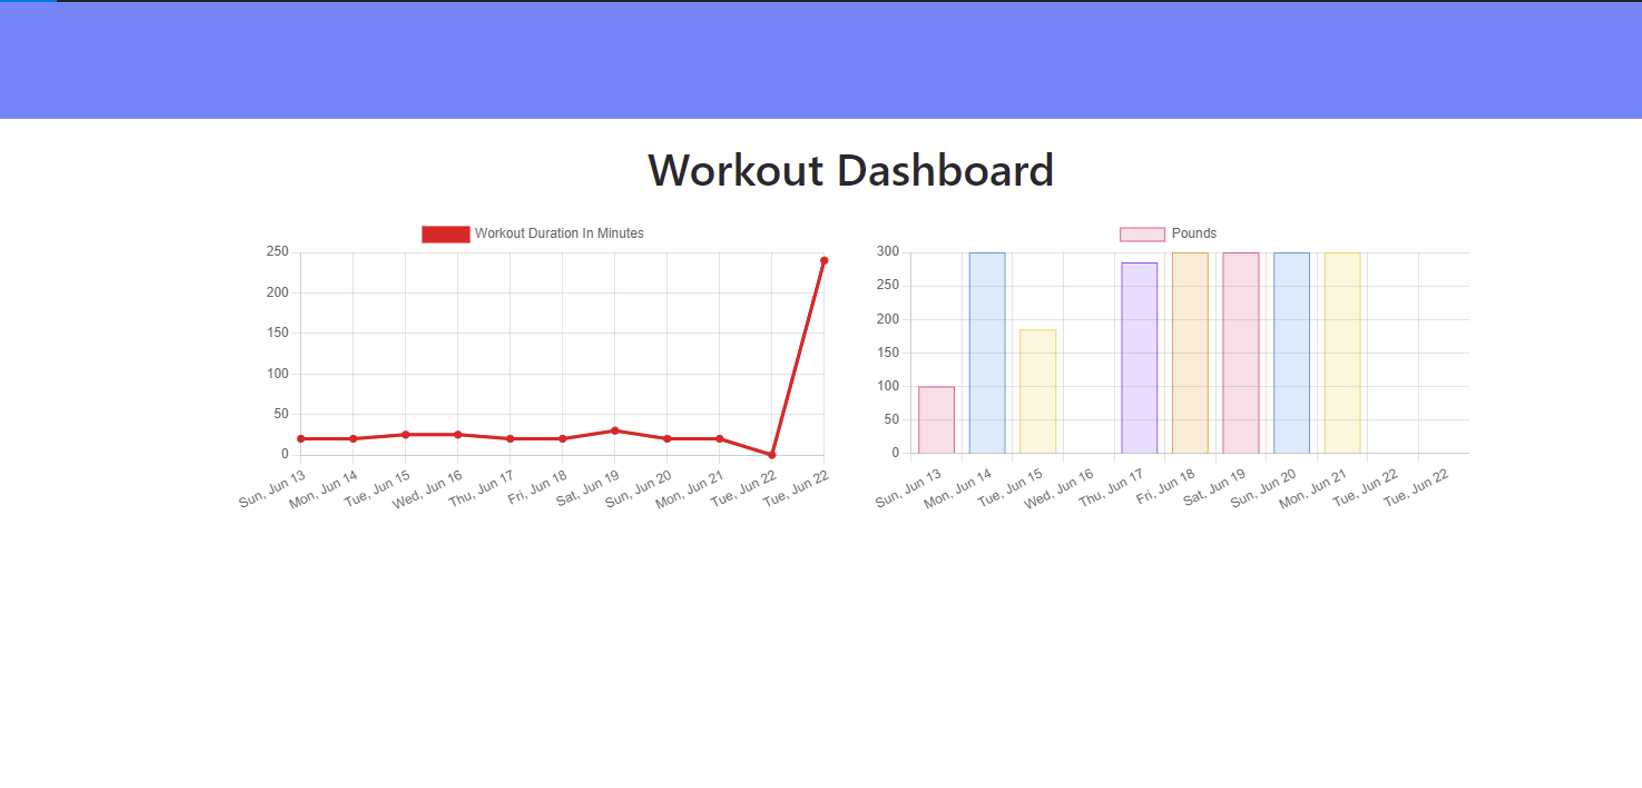 Workout Dashboard
Workout Duration In Minutes
250
200
150
100
50
0
Sun, Jun 13
Mon, Jun 14
Tue, Jun 15
Wed, Jun 16
Thu, Jun 17
Fri, Jun 18
Sat, Jun 19
Sun, Jun 20
Mon, Jun 21
Tue, Jun 22
Tue, Jun 22
Pounds
300
250
200
150
100
50
0
Sun, Jun 13
Mon, Jun 14
Tue, Jun 15
Wed, Jun 16
Thu, Jun 17
Fri, Jun 18
Sat, Jun 19
Sun, Jun 20
Mon, Jun 21
Tue, Jun 22
Tue, Jun 22